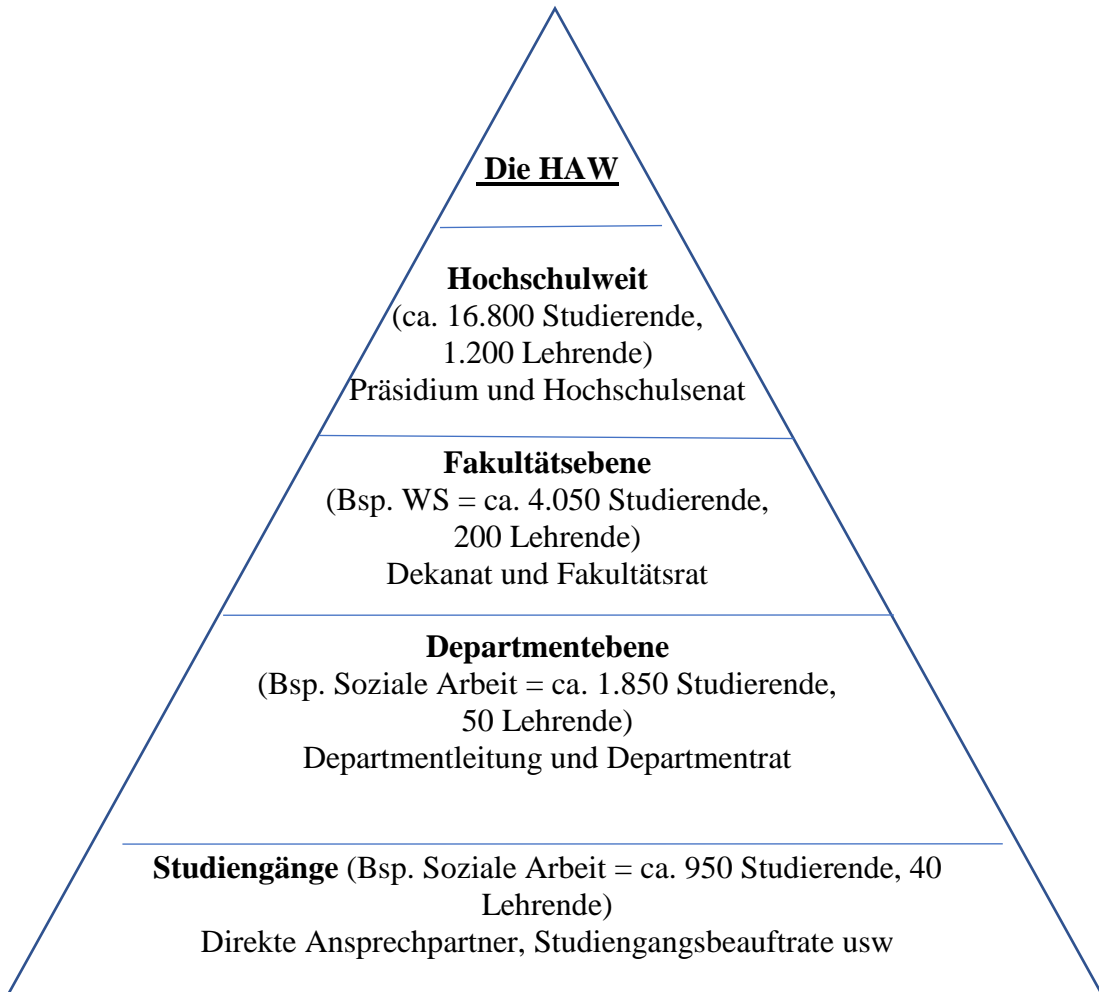 Die HAW
Hochschulweit
(ca. 16.800 Studierende,
1.200 Lehrende)
Präsidium und Hochschulsenat
Fakultätsebene
(Bsp. WS = ca. 4.050 Studierende,
200 Lehrende)
Dekanat und Fakultätsrat
Departmentebene
(Bsp. Soziale Arbeit = ca. 1.850 Studierende,
50 Lehrende)
Departmentleitung und Departmentrat
Studiengänge (Bsp. Soziale Arbeit = ca. 950 Studierende, 40
Lehrende)
Direkte Ansprechpartner, Studiengangsbeauftrate usw